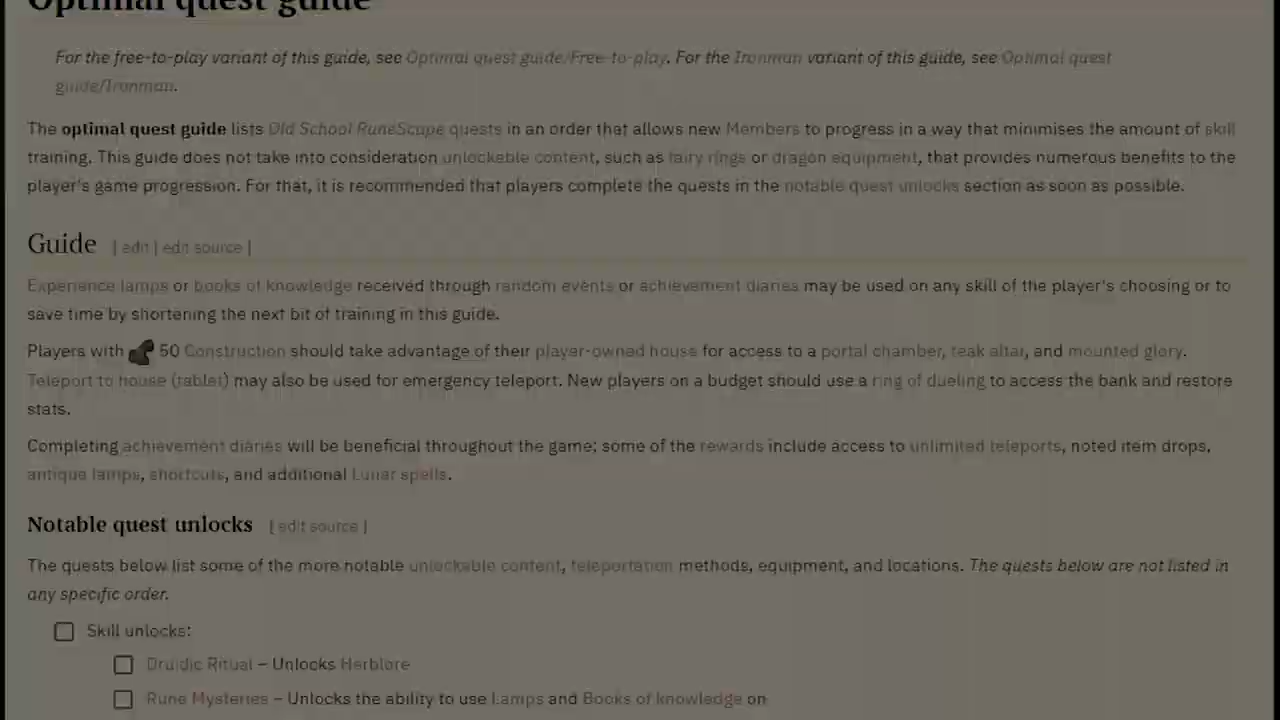 Optimal quest guide
For the free-to-play variant of this guide, see Optimal quest guide/Free-to-play. For the Ironman variant of this guide, see Optimal quest
guide/Ironman.
The optimal quest guide lists Old School RuneScape quests in an order that allows new Members to progress in a way that minimises the amount of skill
training. This guide does not take into consideration unlockable content, such as fairy rings or dragon equipment, that provides numerous benefits to the
player's game progression. For that, it is recommended that players complete the quests in the notable quest unlocks section as soon as possible.
Guide [ edit | edit source ]
Experience lamps or books of knowledge received through random events or achievement diaries may be used on any skill of the player's choosing or to
save time by shortening the next bit of training in this guide.
Players with 50 Construction should take advantage of their player-owned house for access to a portal chamber, teak altar, and mounted glory.
Teleport to house (tablet) may also be used for emergency teleport. New players on a budget should use a ring of dueling to access the bank and restore
stats.
Completing achievement diaries will be beneficial throughout the game; some of the rewards include access to unlimited teleports, noted item drops,
antique lamps, shortcuts, and additional Lunar spells.
Notable quest unlocks [ edit source ]
The quests below list some of the more notable unlockable content, teleportation methods, equipment, and locations. The quests below are not listed in
any specific order.
Skill unlocks:
Druidic Ritual – Unlocks Herblore
Rune Mysteries – Unlocks the ability to use Lamps and Books of knowledge on